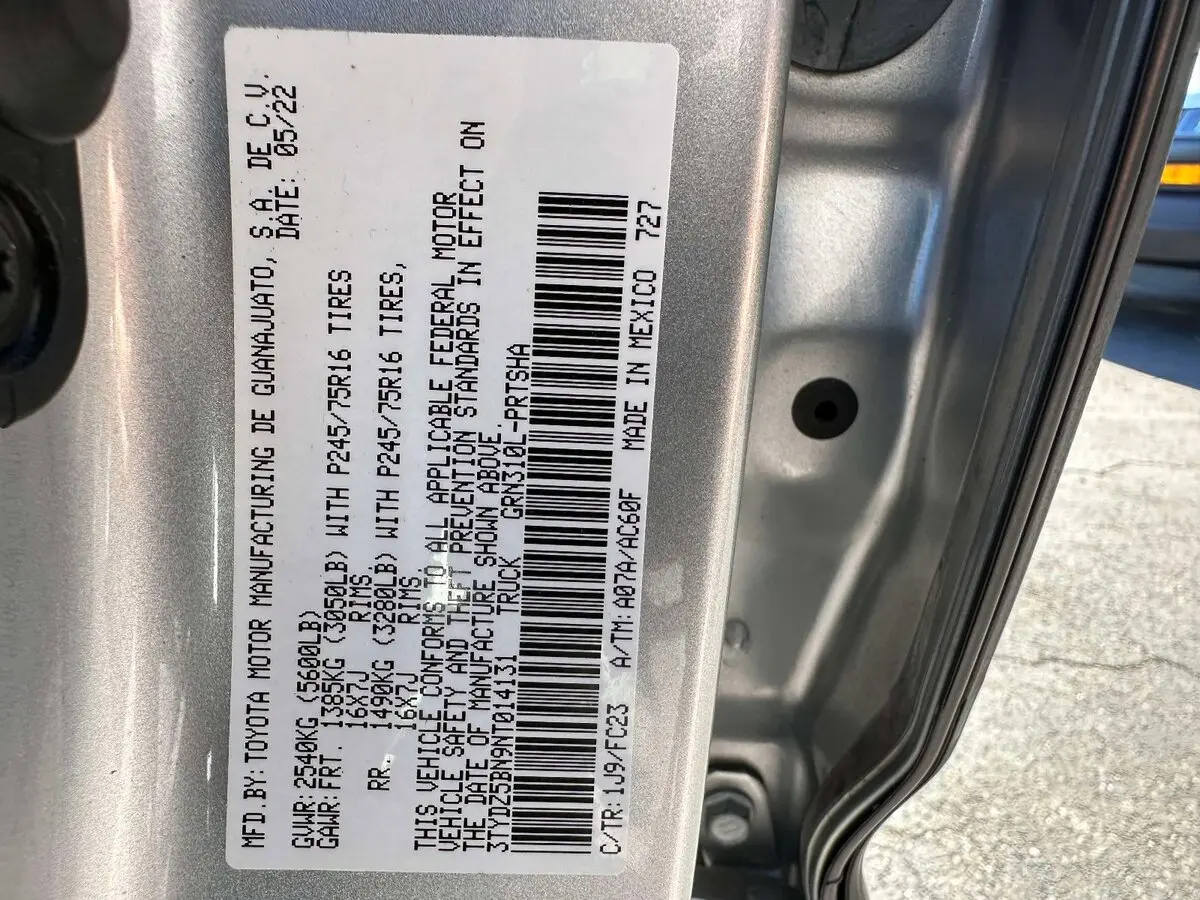 MFD.BY: TOYOTA MOTOR MANUFACTURING DE GUANAJUATO, S.A. DE C.V.
DATE: 05/22
GVWR: 2540KG (5600LB)
GAWR: FRT. 1385KG (3050LB) WITH P245/75R16 TIRES
16X7J RIMS
RR. 1490KG (3280LB) WITH P245/75R16 TIRES,
16X7J RIMS
THIS VEHICLE CONFORMS TO ALL APPLICABLE FEDERAL MOTOR
VEHICLE SAFETY AND THEFT PREVENTION STANDARDS IN EFFECT ON
THE DATE OF MANUFACTURE SHOWN ABOVE.
3TYDZ5BN9NT014131 TRUCK GRN310L-PRTSHA
C/TR: 1J9/FC23 A/TM: A07A/AC60F MADE IN MEXICO 727